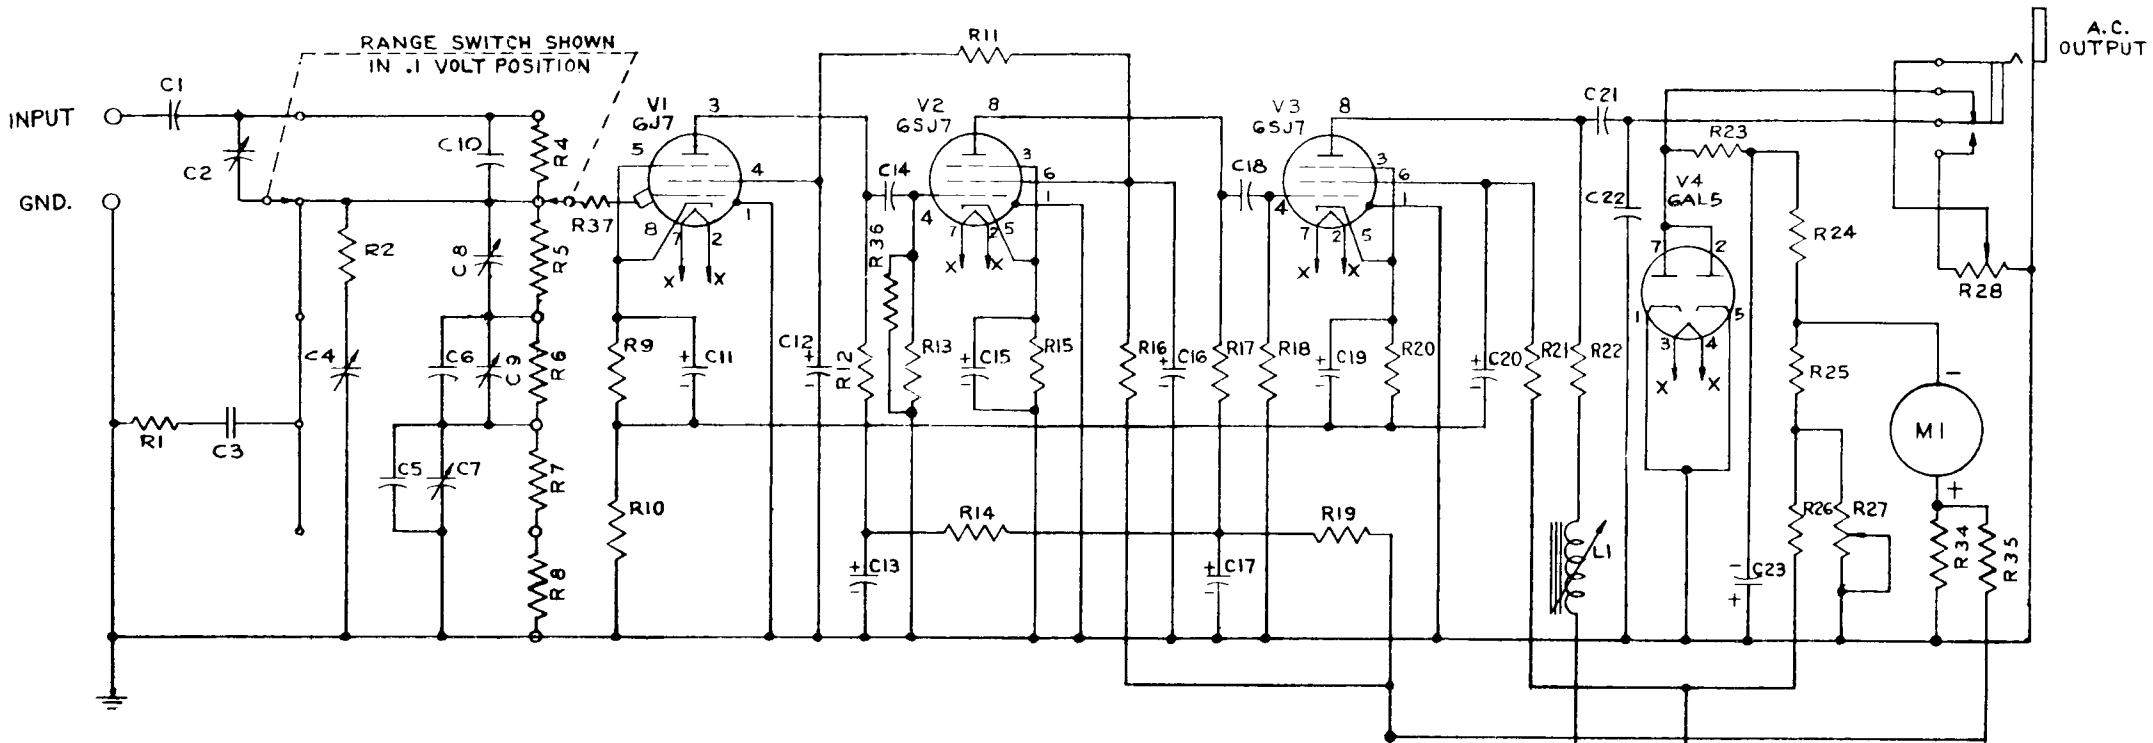 RANGE SWITCH SHOWN
IN .1 VOLT POSITION
A.C.
OUTPUT
INPUT
GND.
C1
C2
C10
R4
R37
V1
6J7
3
5
4
8
7
2
1
X
X
R11
C14
R36
V2
6SJ7
8
3
6
1
4
7
2
5
X
X
C18
V3
6SJ7
8
3
6
1
4
7
2
5
X
X
C21
C22
R23
V4
6AL5
7
2
1
5
3
4
X
X
R24
R28
R2
C8
R5
C4
C6
C9
R6
R9
+
C11
-
C12
+
-
R12
R13
+
C15
-
R15
R16
+
C16
-
R17
R18
+
C19
-
R20
+
C20
-
R21
R22
R25
-
M1
+
R1
C3
C5
C7
R7
R10
R14
R19
R26
R27
R8
+
C13
-
+
C17
-
L1
-
C23
+
R34
R35